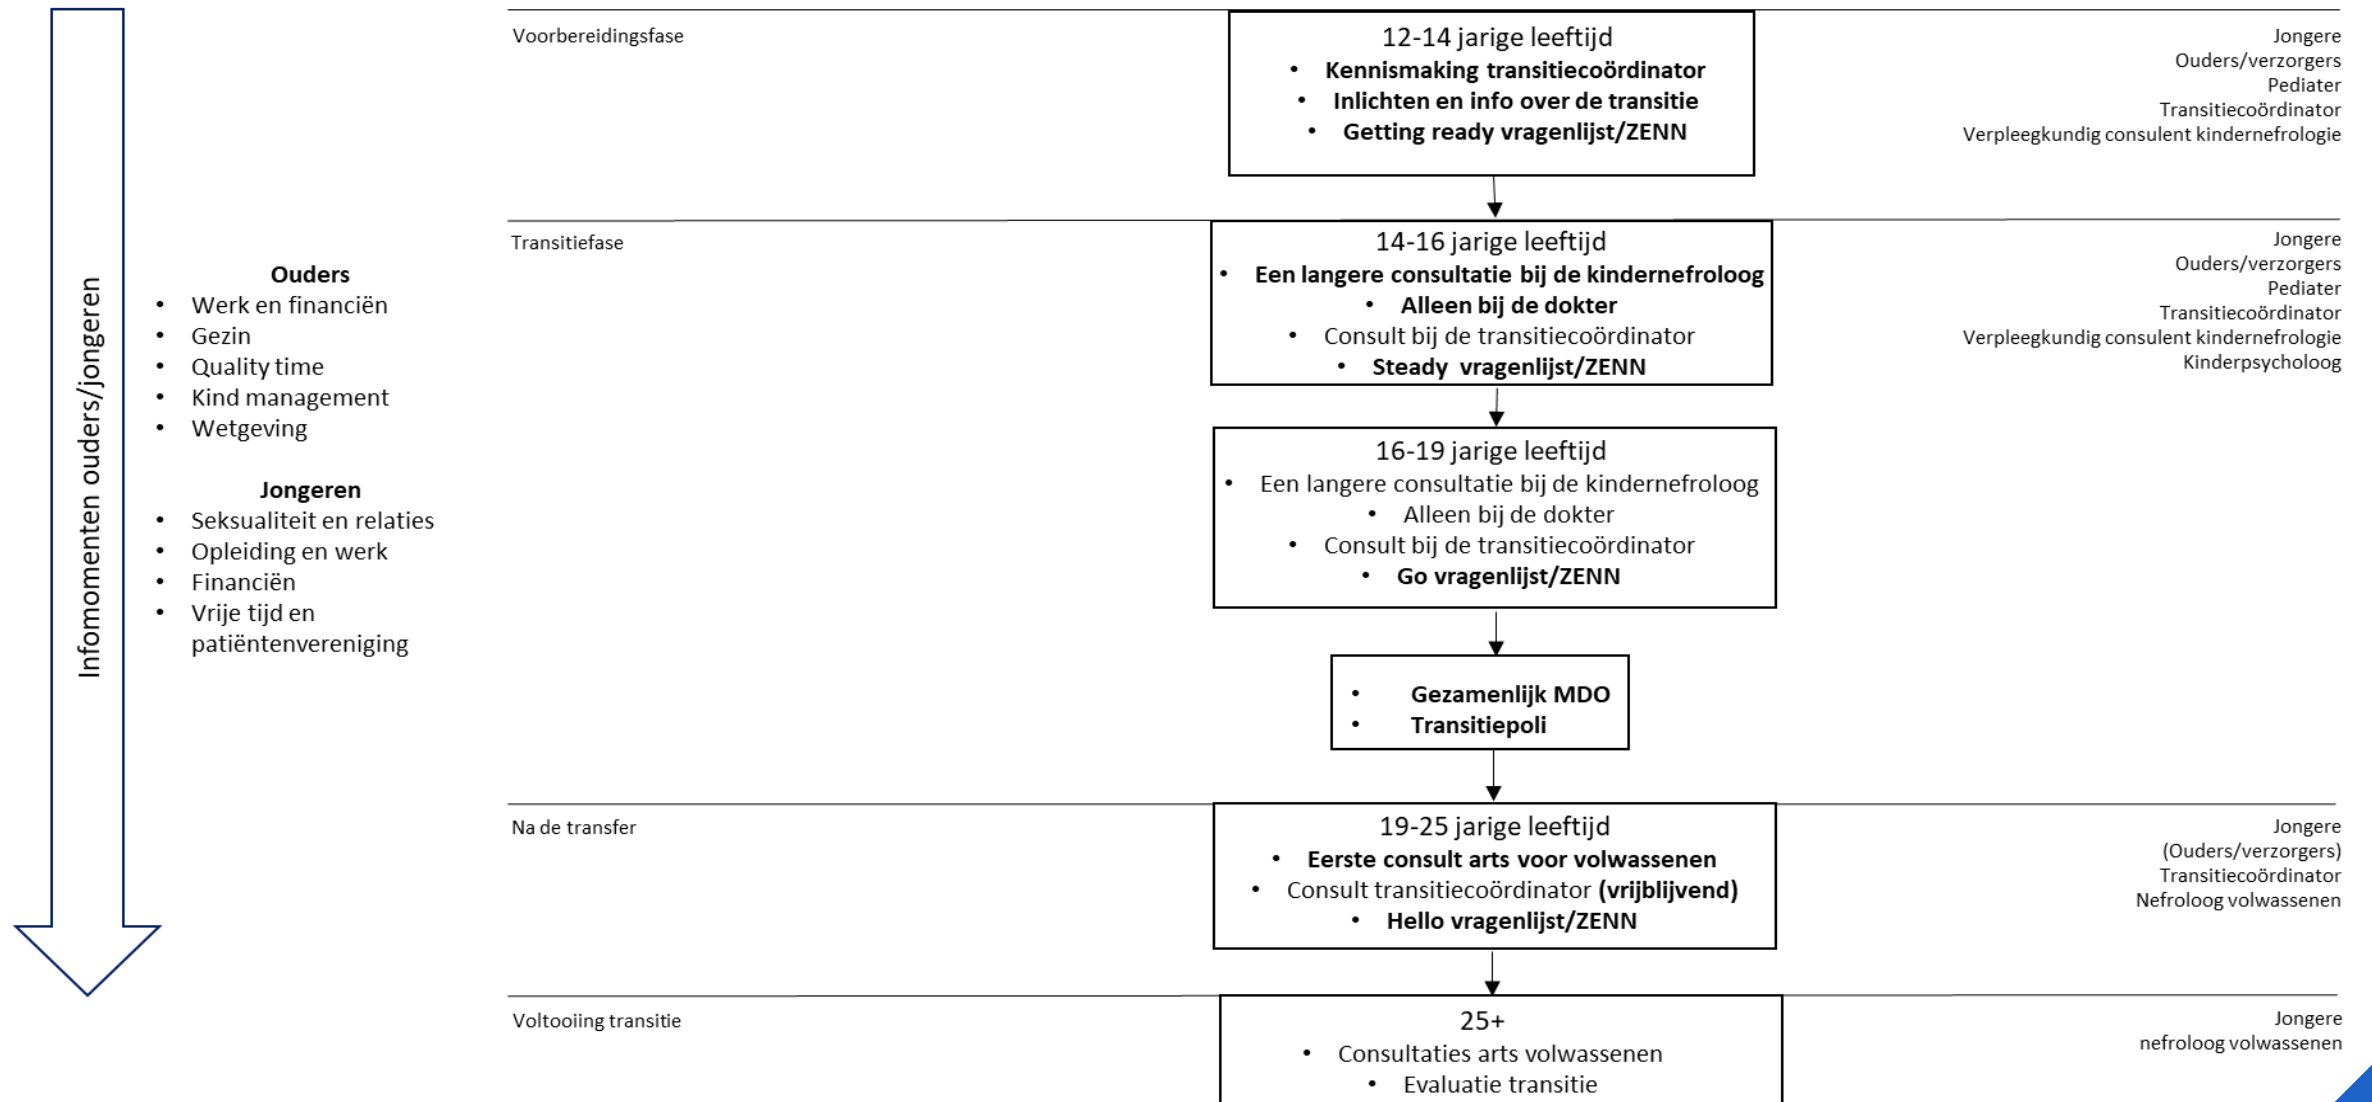 Infomomenten ouders/jongeren
Ouders
• Werk en financiën
• Gezin
• Quality time
• Kind management
• Wetgeving
Jongeren
• Seksualiteit en relaties
• Opleiding en werk
• Financiën
• Vrije tijd en
patiëntenvereniging
Voorbereidingsfase
12-14 jarige leeftijd
• Kennismaking transitiecoördinator
• Inlichten en info over de transitie
• Getting ready vragenlijst/ZENN
Jongere
Ouders/verzorgers
Pediater
Transitiecoördinator
Verpleegkundig consulent kindernefrologie
Transitiefase
14-16 jarige leeftijd
• Een langere consultatie bij de kindernefroloog
• Alleen bij de dokter
• Consult bij de transitiecoördinator
• Steady vragenlijst/ZENN
Jongere
Ouders/verzorgers
Pediater
Transitiecoördinator
Verpleegkundig consulent kindernefrologie
Kinderpsycholoog
16-19 jarige leeftijd
• Een langere consultatie bij de kindernefroloog
• Alleen bij de dokter
• Consult bij de transitiecoördinator
• Go vragenlijst/ZENN
• Gezamenlijk MDO
• Transitiepoli
Na de transfer
19-25 jarige leeftijd
• Eerste consult arts voor volwassenen
• Consult transitiecoördinator (vrijblijvend)
• Hello vragenlijst/ZENN
Jongere
(Ouders/verzorgers)
Transitiecoördinator
Nefroloog volwassenen
Voltooiing transitie
25+
• Consultaties arts volwassenen
• Evaluatie transitie
Jongere
nefroloog volwassenen